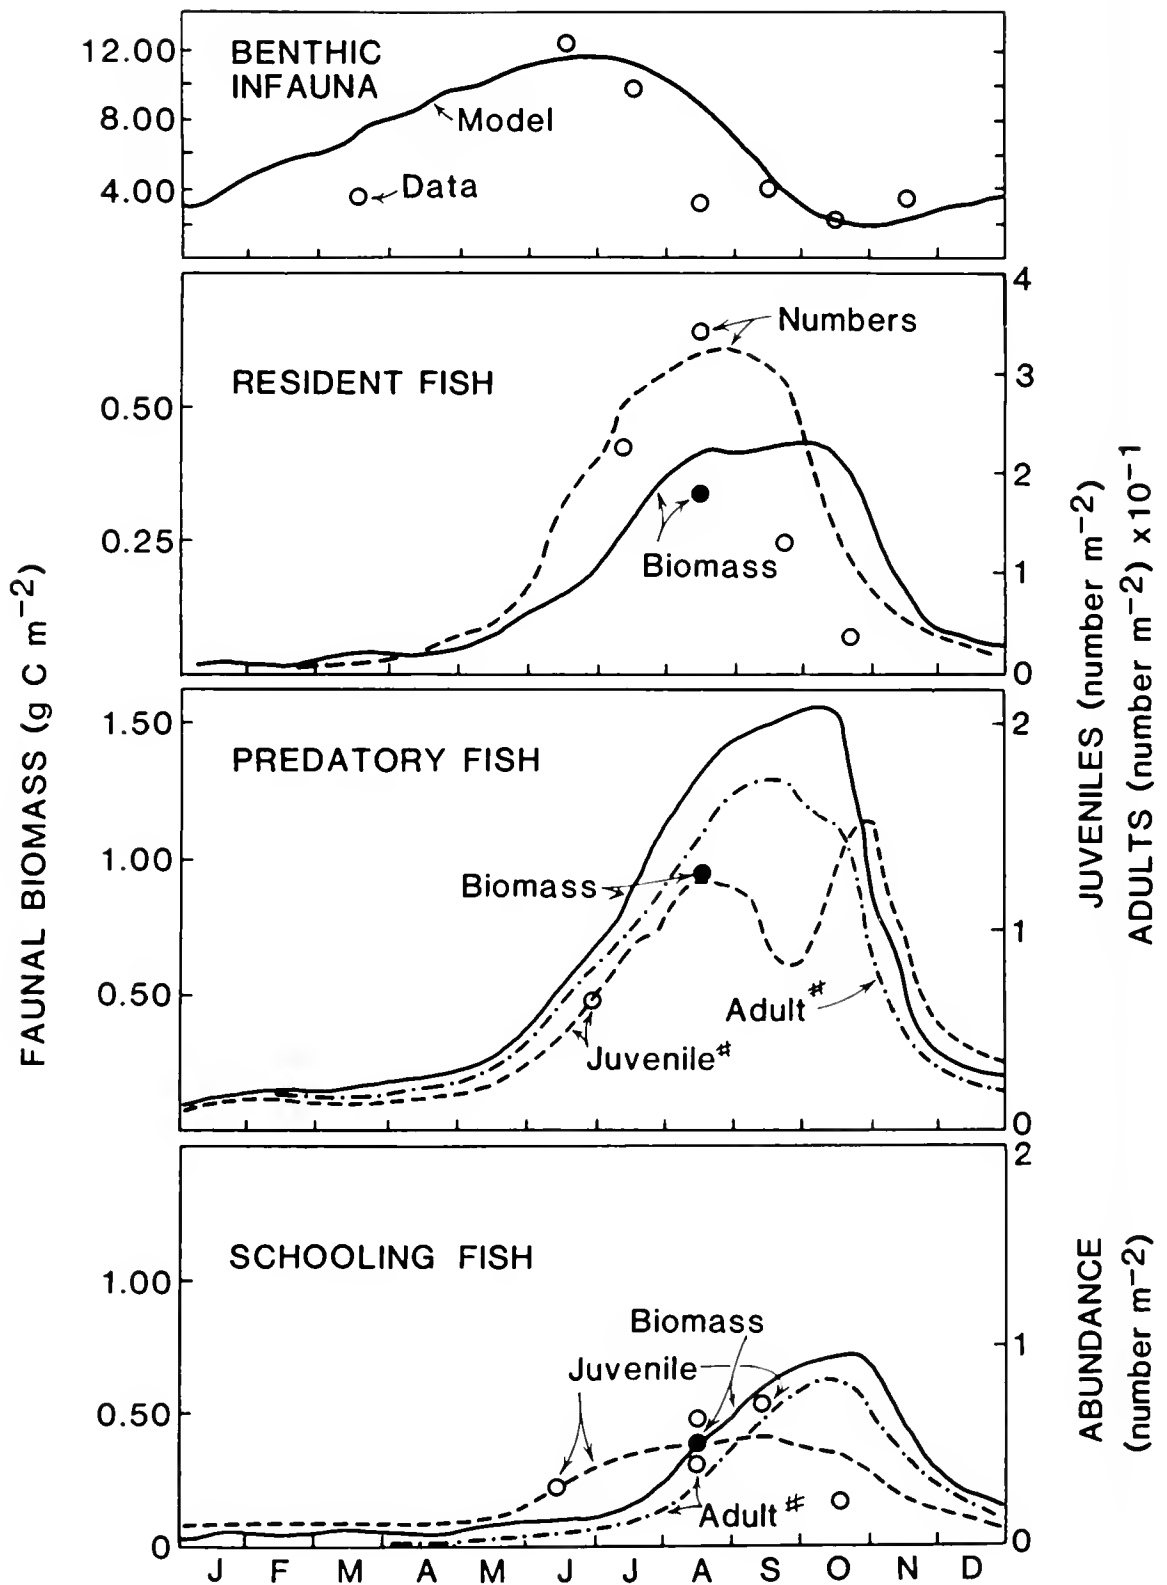 BENTHIC
INFAUNA
12.00
8.00
4.00
Model
Data
RESIDENT FISH
Numbers
Biomass
0.50
0.25
4
3
2
1
0
PREDATORY FISH
1.50
1.00
0.50
Biomass
Adult#
Juvenile#
2
1
0
SCHOOLING FISH
1.00
0.50
0
Biomass
Juvenile
Adult#
2
1
0
J F M A M J J A S O N D
FAUNAL BIOMASS (g C m−2)
JUVENILES (number m−2)
ADULTS (number m−2) x10−1
ABUNDANCE
(number m−2)